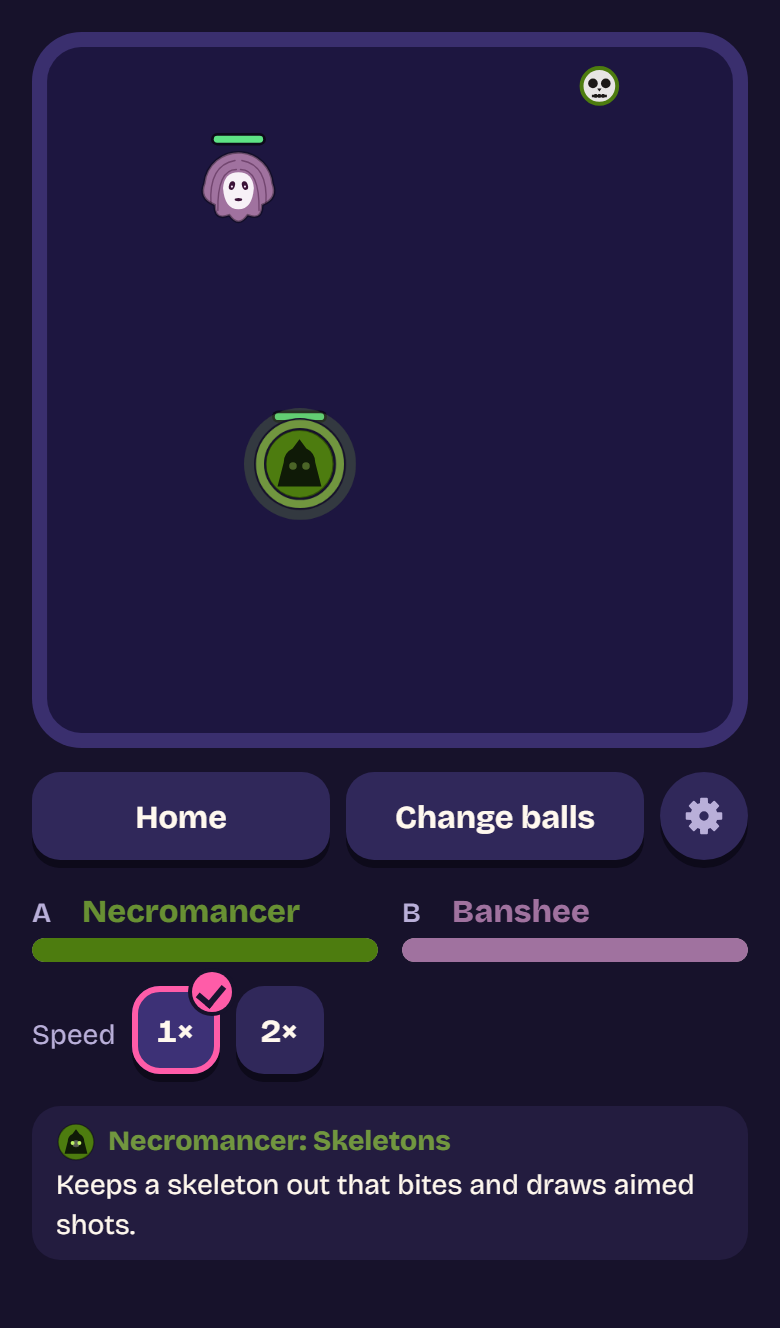 Home
Change balls
A Necromancer
B Banshee
Speed
1×
2×
Necromancer: Skeletons
Keeps a skeleton out that bites and draws aimed
shots.